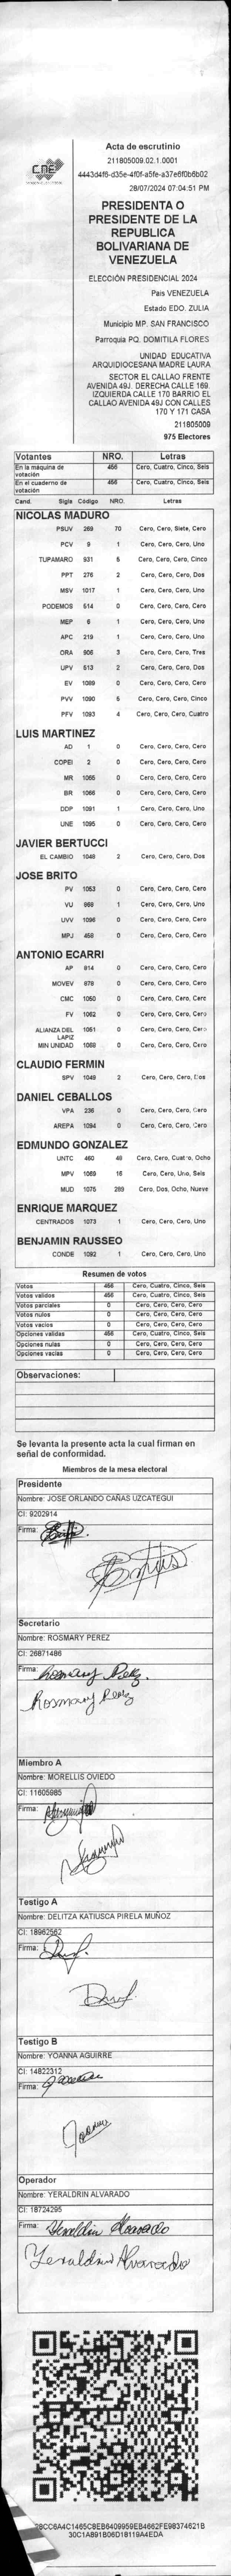 CNE
Acta de escrutinio
211805009.02.1.0001
4443d4f6-d35e-4f0f-a5fe-a37e6f0b6b02
28/07/2024 07:04:51 PM
PRESIDENTA O
PRESIDENTE DE LA
REPUBLICA
BOLIVARIANA DE
VENEZUELA
ELECCIÓN PRESIDENCIAL 2024
Pais VENEZUELA
Estado EDO. ZULIA
Municipio MP. SAN FRANCISCO
Parroquia PQ. DOMITILA FLORES
UNIDAD EDUCATIVA
ARQUIDIOCESANA MADRE LAURA
SECTOR EL CALLAO FRENTE
AVENIDA 49J. DERECHA CALLE 169.
IZQUIERDA CALLE 170 BARRIO EL
CALLAO AVENIDA 49J CON CALLES
170 Y 171 CASA
211805009
975 Electores
Votantes NRO. Letras
En la máquina de votación 456 Cero, Cuatro, Cinco, Seis
En el cuaderno de votación 456 Cero, Cuatro, Cinco, Seis
Cand. Sigla Código NRO. Letras
NICOLAS MADURO
PSUV 269 70 Cero, Cero, Siete, Cero
PCV 9 1 Cero, Cero, Cero, Uno
TUPAMARO 931 5 Cero, Cero, Cero, Cinco
PPT 276 2 Cero, Cero, Cero, Dos
MSV 1017 1 Cero, Cero, Cero, Uno
PODEMOS 514 0 Cero, Cero, Cero, Cero
MEP 6 1 Cero, Cero, Cero, Uno
APC 219 1 Cero, Cero, Cero, Uno
ORA 906 3 Cero, Cero, Cero, Tres
UPV 513 2 Cero, Cero, Cero, Dos
EV 1089 0 Cero, Cero, Cero, Cero
PVV 1090 5 Cero, Cero, Cero, Cinco
PFV 1093 4 Cero, Cero, Cero, Cuatro
LUIS MARTINEZ
AD 1 0 Cero, Cero, Cero, Cero
COPEI 2 0 Cero, Cero, Cero, Cero
MR 1065 0 Cero, Cero, Cero, Cero
BR 1066 0 Cero, Cero, Cero, Cero
DDP 1091 1 Cero, Cero, Cero, Uno
UNE 1095 0 Cero, Cero, Cero, Cero
JAVIER BERTUCCI
EL CAMBIO 1048 2 Cero, Cero, Cero, Dos
JOSE BRITO
PV 1053 0 Cero, Cero, Cero, Cero
VU 868 1 Cero, Cero, Cero, Uno
UVV 1096 0 Cero, Cero, Cero, Cero
MPJ 458 0 Cero, Cero, Cero, Cero
ANTONIO ECARRI
AP 814 0 Cero, Cero, Cero, Cero
MOVEV 878 0 Cero, Cero, Cero, Cero
CMC 1050 0 Cero, Cero, Cero, Cero
FV 1062 0 Cero, Cero, Cero, Cero
ALIANZA DEL LAPIZ 1051 0 Cero, Cero, Cero, Cero
MIN UNIDAD 1068 0 Cero, Cero, Cero, Cero
CLAUDIO FERMIN
SPV 1049 2 Cero, Cero, Cero, Dos
DANIEL CEBALLOS
VPA 236 0 Cero, Cero, Cero, Cero
AREPA 1094 0 Cero, Cero, Cero, Cero
EDMUNDO GONZALEZ
UNTC 460 48 Cero, Cero, Cuatro, Ocho
MPV 1069 16 Cero, Cero, Uno, Seis
MUD 1075 289 Cero, Dos, Ocho, Nueve
ENRIQUE MARQUEZ
CENTRADOS 1073 1 Cero, Cero, Cero, Uno
BENJAMIN RAUSSEO
CONDE 1092 1 Cero, Cero, Cero, Uno
Resumen de votos
Votos 456 Cero, Cuatro, Cinco, Seis
Votos validos 456 Cero, Cuatro, Cinco, Seis
Votos parciales 0 Cero, Cero, Cero, Cero
Votos nulos 0 Cero, Cero, Cero, Cero
Votos vacios 0 Cero, Cero, Cero, Cero
Opciones validas 456 Cero, Cuatro, Cinco, Seis
Opciones nulas 0 Cero, Cero, Cero, Cero
Opciones vacias 0 Cero, Cero, Cero, Cero
Observaciones:
Se levanta la presente acta la cual firman en
señal de conformidad.
Miembros de la mesa electoral
Presidente
Nombre: JOSE ORLANDO CAÑAS UZCATEGUI
CI: 9202914
Firma:
Secretario
Nombre: ROSMARY PEREZ
CI: 26871486
Firma: Rosmary Perez.
Rosmary Perez
Miembro A
Nombre: MORELLIS OVIEDO
CI: 11605985
Firma:
Testigo A
Nombre: DELITZA KATIUSCA PIRELA MUÑOZ
CI: 18962562
Firma:
Testigo B
Nombre: YOANNA AGUIRRE
CI: 14822312
Firma:
Operador
Nombre: YERALDRIN ALVARADO
CI: 18724295
Firma: Yeraldrin Alvarado
Yeraldrin Alvarado
28CC6A4C1465C8EB6409959EB4662FE98374621B
30C1A891B06D18119A4EDA